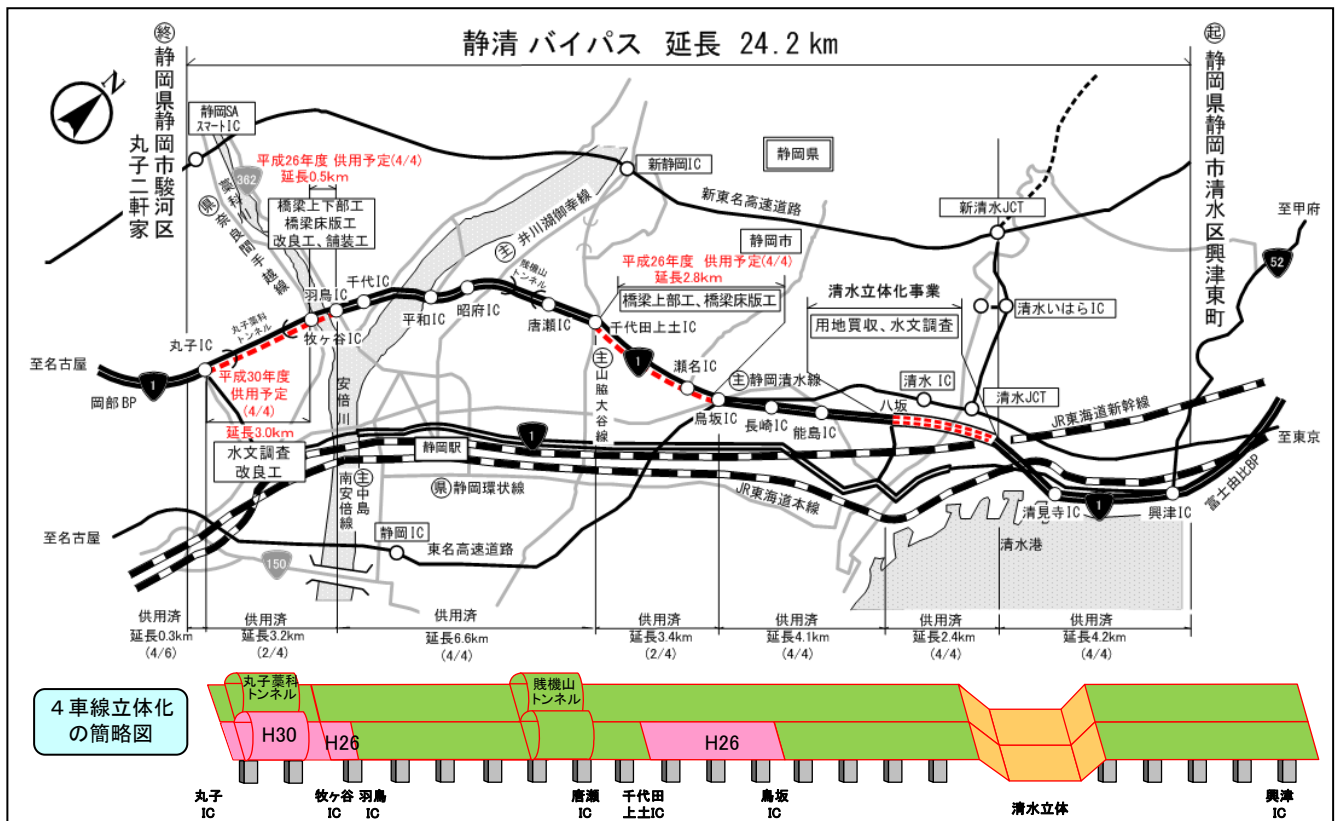 静清 バイパス 延長 24.2 km
終 静岡県静岡市駿河区
丸子二軒家
起 静岡県静岡市清水区興津東町
N
静岡SA
スマートIC
平成26年度 供用予定(4/4)
延長0.5km
362
県 奈良間手越線
藁科川
橋梁上下部工
橋梁床版工
改良工、舗装工
新静岡IC
静岡県
新東名高速道路
主 井川湖御幸線
静岡市
新清水JCT
至甲府
52
平成26年度 供用予定(4/4)
延長2.8km
橋梁上部工、橋梁床版工
清水立体化事業
用地買収、水文調査
清水いはらIC
羽鳥IC
千代IC
平和IC
昭府IC
賎機山
トンネル
唐瀬IC
千代田上土IC
丸子IC
丸子藁科
トンネル
牧ヶ谷IC
至名古屋
1
岡部BP
平成30年度
供用予定
(4/4)
延長3.0km
水文調査
改良工
安倍川
主 山脇大谷線
1
瀬名IC
主 静岡清水線
鳥坂IC
長崎IC
能島IC
八坂
清水 IC
清水JCT
JR東海道新幹線
至東京
静岡駅
1
県 静岡環状線
JR東海道本線
主 中島南安倍線
清見寺IC
1
興津IC
富士由比BP
清水港
至名古屋
静岡 IC
東名高速道路
150
供用済
延長0.3km
(4/6)
供用済
延長3.2km
(2/4)
供用済
延長6.6km
(4/4)
供用済
延長3.4km
(2/4)
供用済
延長4.1km
(4/4)
供用済
延長2.4km
(4/4)
供用済
延長4.2km
(4/4)
4車線立体化
の簡略図
丸子藁科
トンネル
賎機山
トンネル
H30
H26
H26
丸子
IC
牧ヶ谷
IC
羽鳥
IC
唐瀬
IC
千代田
上土IC
鳥坂
IC
清水立体
興津
IC